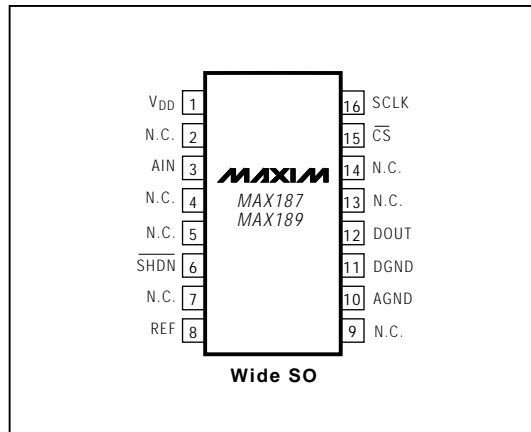 VDD 1
N.C. 2
AIN 3
N.C. 4
N.C. 5
SHDN 6
N.C. 7
REF 8
MAXIM
MAX187
MAX189
16 SCLK
15 CS
14 N.C.
13 N.C.
12 DOUT
11 DGND
10 AGND
9 N.C.
Wide SO